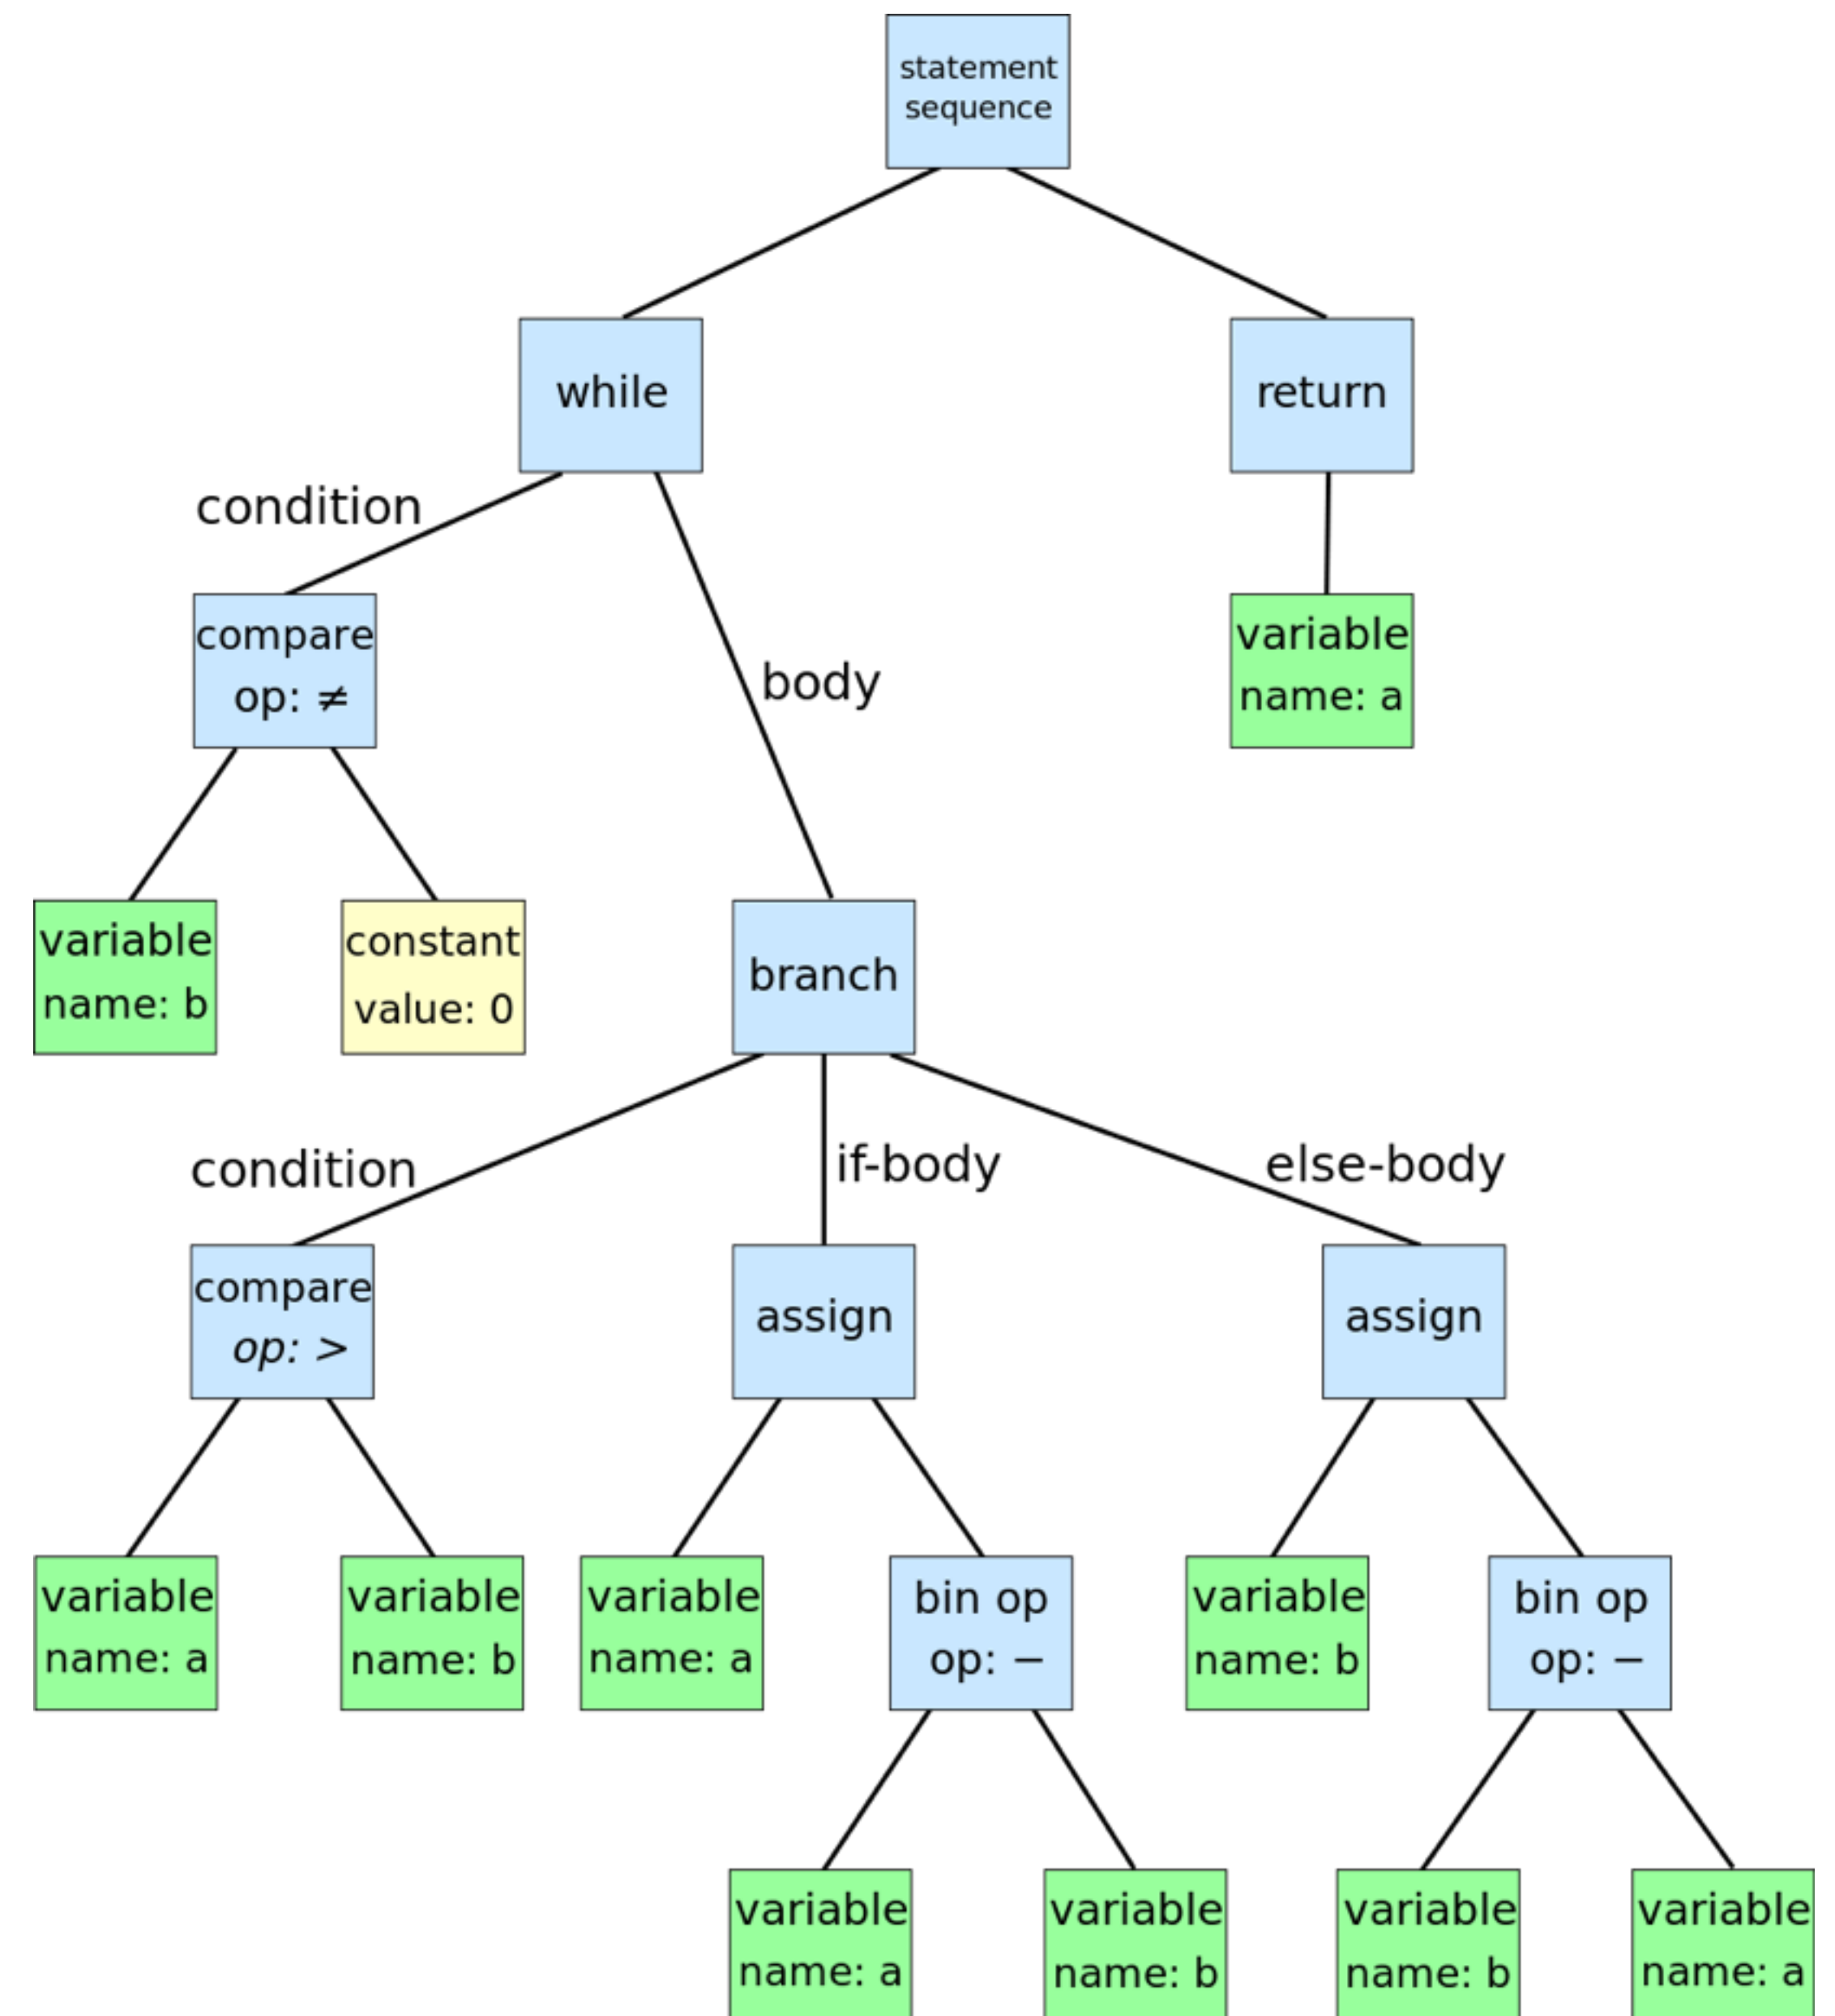 statement
sequence
while
return
condition
compare
op: ≠
body
variable
name: a
variable
name: b
constant
value: 0
branch
condition
if-body
else-body
compare
op: >
assign
assign
variable
name: a
variable
name: b
variable
name: a
bin op
op: −
variable
name: b
bin op
op: −
variable
name: a
variable
name: b
variable
name: b
variable
name: a